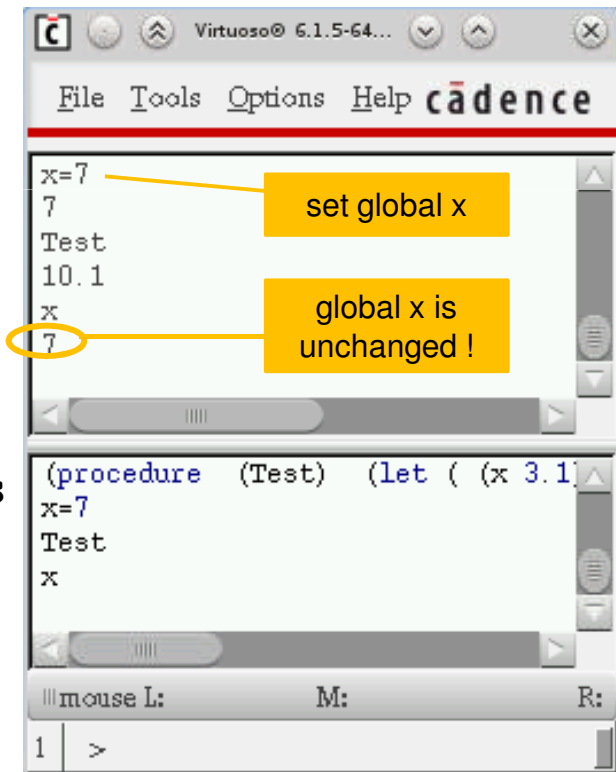 Virtuoso® 6.1.5-64...
File Tools Options Help cādence
x=7
7
Test
10.1
x
7
set global x
global x is
unchanged !
(procedure (Test) (let ( (x 3.1)
x=7
Test
x
mouse L: M: R:
1 >